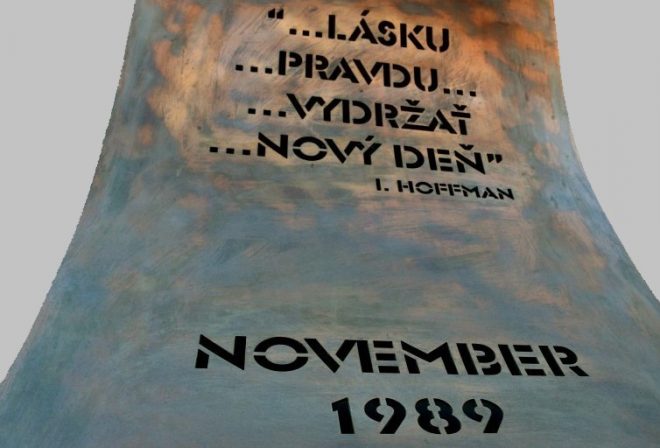 "...LÁSKU
...PRAVDU...
...VYDRŽAŤ
...NOVÝ DEŇ"
I. HOFFMAN
NOVEMBER
1989